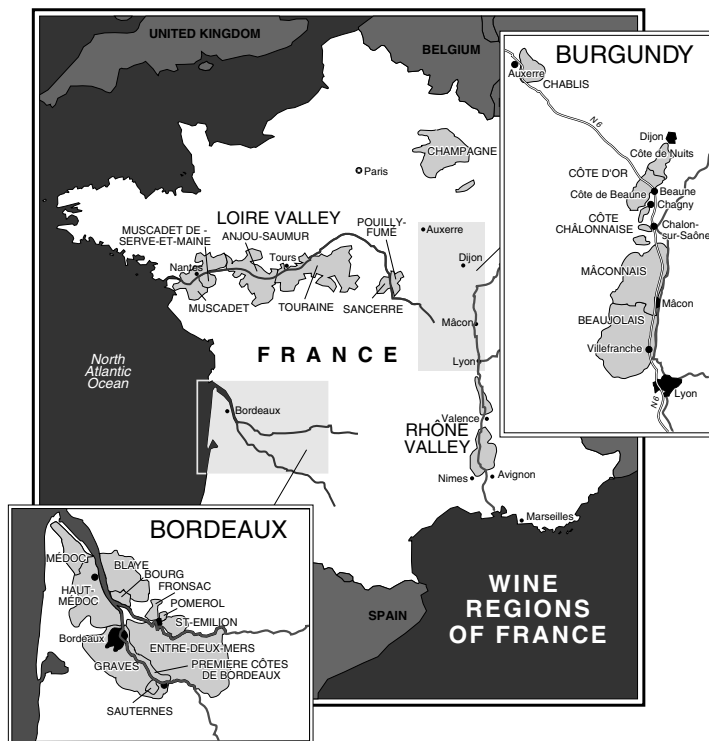 UNITED KINGDOM
BELGIUM
CHAMPAGNE
Paris
LOIRE VALLEY
POUILLY-
FUMÉ
MUSCADET DE -
SERVE-ET-MAINE
ANJOU-SAUMUR
Tours
Nantes
MUSCADET
TOURAINE
SANCERRE
Auxerre
Dijon
Mâcon
Lyon
FRANCE
North
Atlantic
Ocean
Bordeaux
Valence
RHÔNE
VALLEY
Nimes
Avignon
Marseilles
SPAIN
WINE
REGIONS
OF FRANCE
BURGUNDY
Auxerre
CHABLIS
N6
Dijon
Côte de Nuits
CÔTE D'OR
Beaune
Côte de Beaune
Chagny
CÔTE
CHÂLONNAISE
Chalon-
sur-Saône
MÂCONNAIS
Mâcon
BEAUJOLAIS
Villefranche
N6
Lyon
BORDEAUX
MÉDOC
BLAYE
BOURG
FRONSAC
HAUT-
MÉDOC
POMEROL
ST-EMILION
Bordeaux
ENTRE-DEUX-MERS
GRAVES
PREMIERE CÔTES
DE BORDEAUX
SAUTERNES